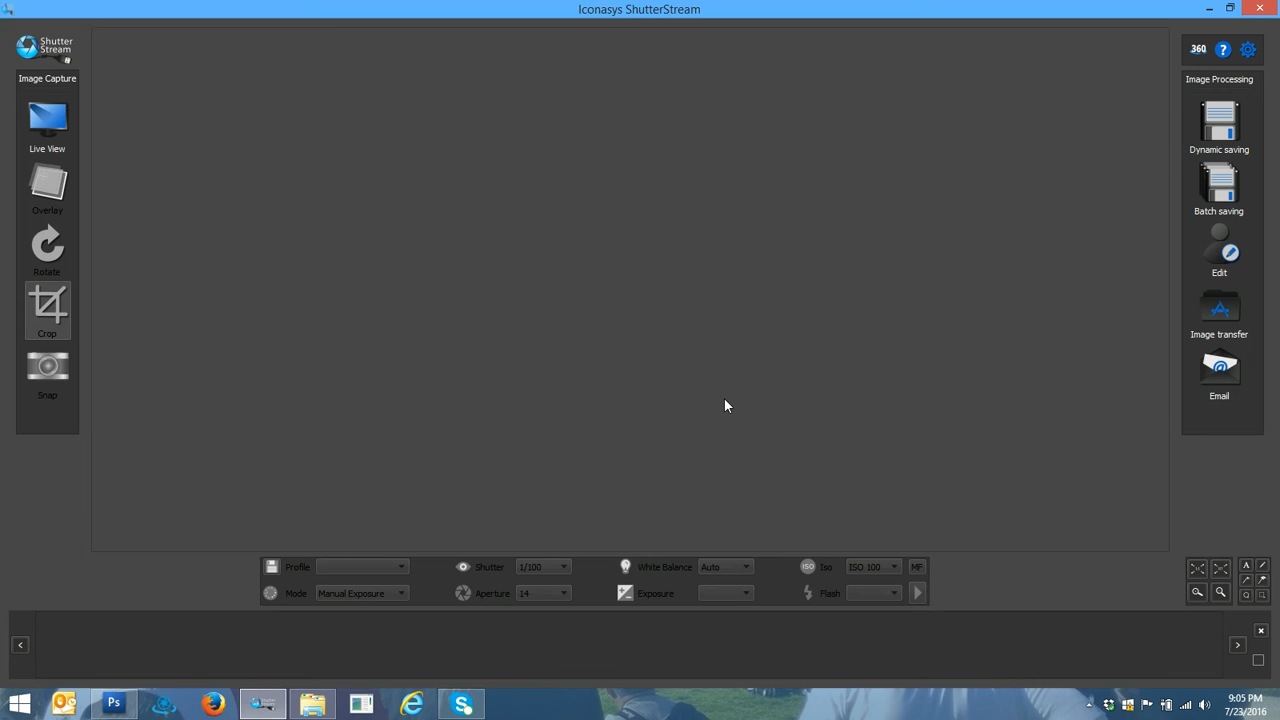 Iconasys ShutterStream
Shutter
Stream
Image Capture
Live View
Overlay
Rotate
Crop
Snap
360
?
Image Processing
Dynamic saving
Batch saving
Edit
Image transfer
@
Email
Profile
Shutter
1/100
White Balance
Auto
ISO
Iso
ISO 100
MF
Mode
Manual Exposure
Aperture
14
Exposure
Flash
A
<
>
Ps
S
9:05 PM
7/23/2016